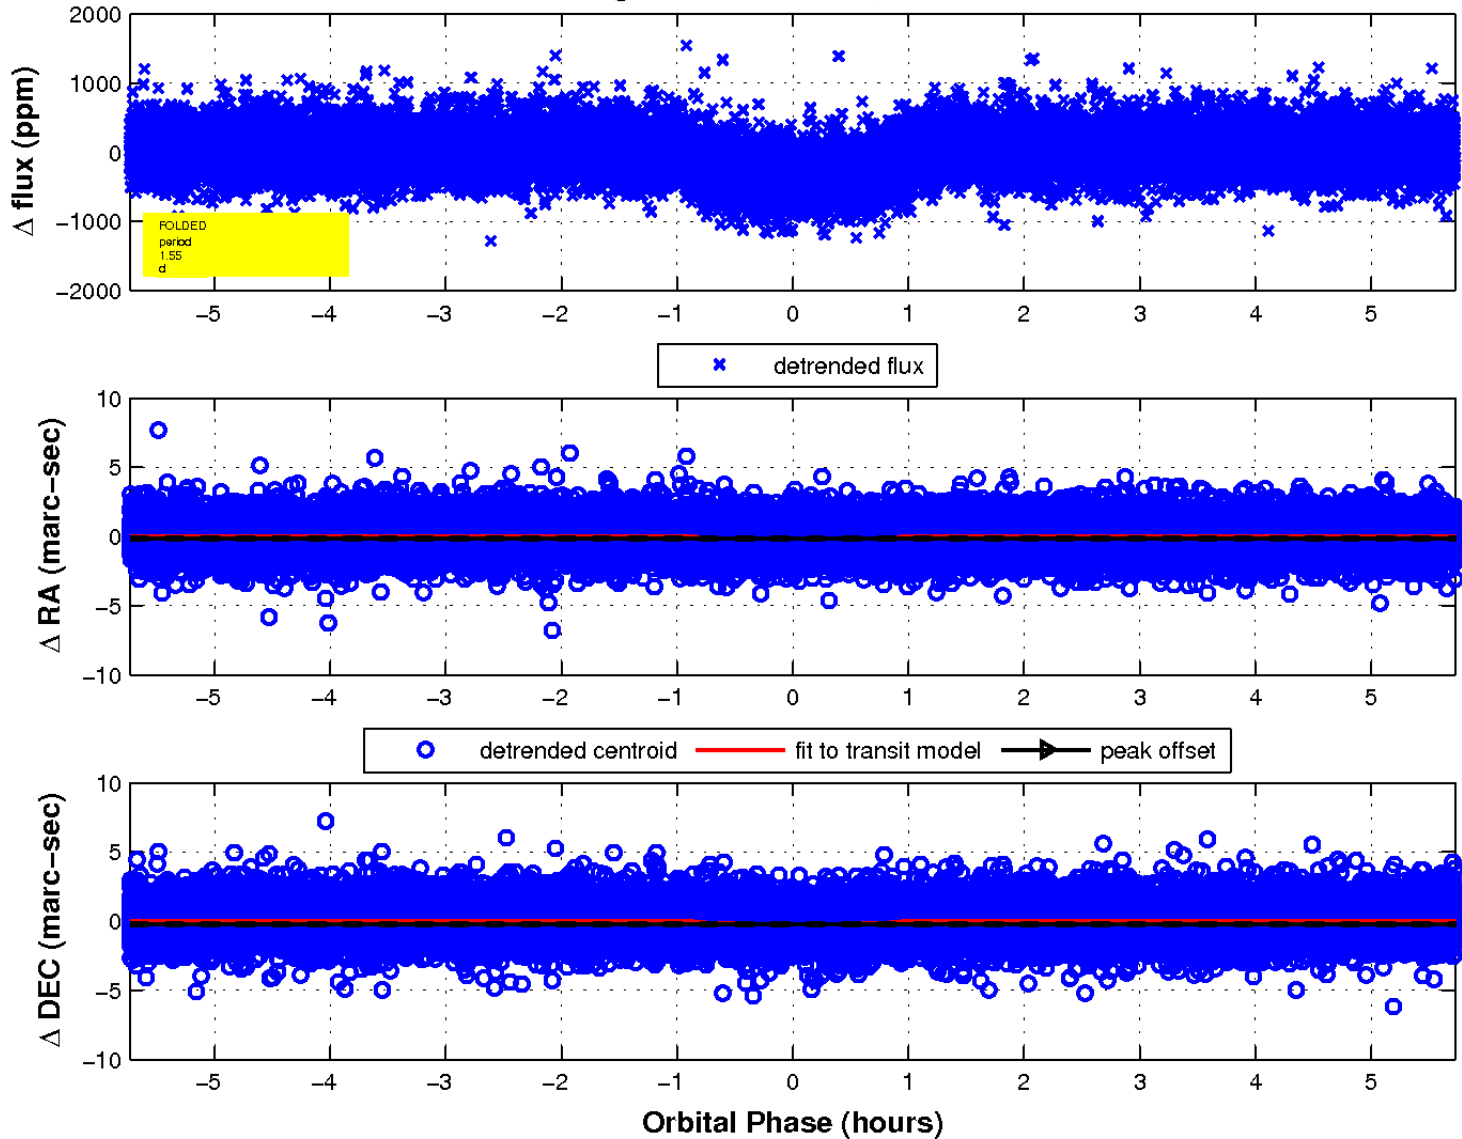 2000
1000
0
−1000
−2000
Δ flux (ppm)
FOLDED
period
1.55
d
−5 −4 −3 −2 −1 0 1 2 3 4 5
detrended flux
10
5
0
−5
−10
Δ RA (marc−sec)
−5 −4 −3 −2 −1 0 1 2 3 4 5
detrended centroid fit to transit model peak offset
10
5
0
−5
−10
Δ DEC (marc−sec)
−5 −4 −3 −2 −1 0 1 2 3 4 5
Orbital Phase (hours)